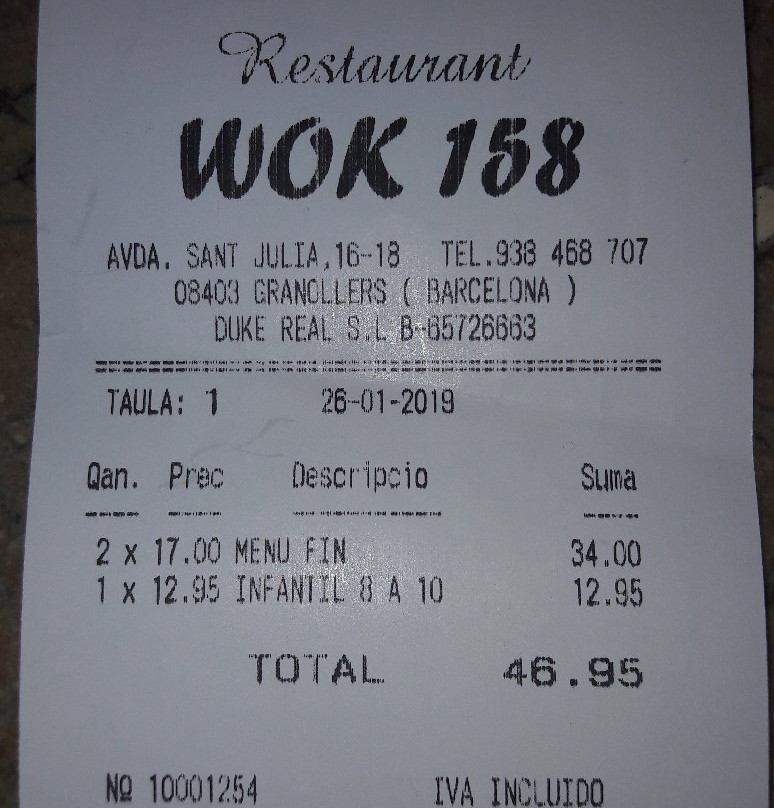 Restaurant
WOK 158
AVDA. SANT JULIA,16-18 TEL.938 468 707
08403 GRANOLLERS ( BARCELONA )
DUKE REAL S.L B-65726663
TAULA: 1 26-01-2019
Qan. Prec Descripcio Suma
2 x 17.00 MENU FIN 34.00
1 x 12.95 INFANTIL 8 A 10 12.95
TOTAL 46.95
Nº 10001254 IVA INCLUIDO